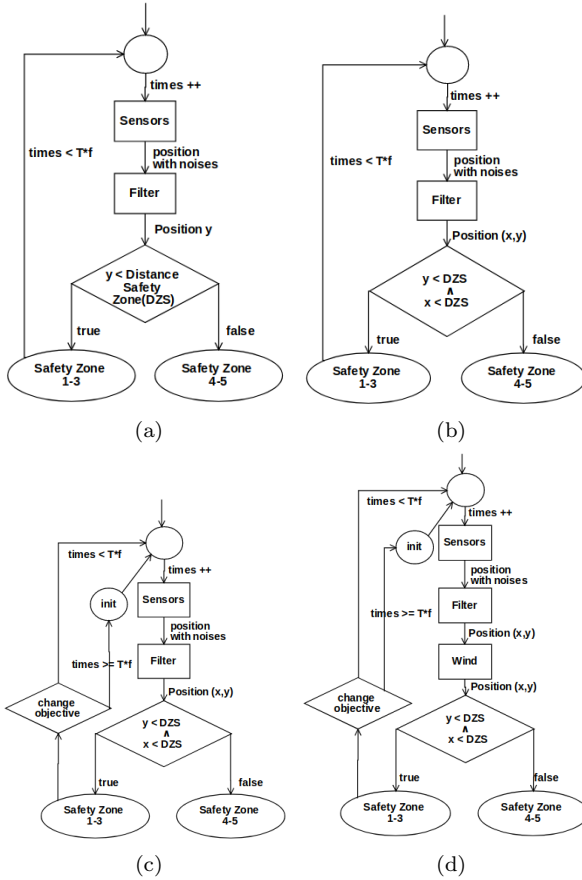 times ++
Sensors
times < T*f
position
with noises
Filter
Position y
y < Distance
Safety
Zone(DZS)
true
false
Safety Zone
1-3
Safety Zone
4-5
(a)
times ++
Sensors
times < T*f
position
with noises
Filter
Position (x,y)
y < DZS
∧
x < DZS
true
false
Safety Zone
1-3
Safety Zone
4-5
(b)
times < T*f
times ++
init
Sensors
position
with noises
times >= T*f
Filter
Position (x,y)
change
objective
y < DZS
∧
x < DZS
true
false
Safety Zone
1-3
Safety Zone
4-5
(c)
times < T*f
times ++
init
Sensors
position
with noises
times >= T*f
Filter
Position (x,y)
Wind
Position (x,y)
change
objective
y < DZS
∧
x < DZS
true
false
Safety Zone
1-3
Safety Zone
4-5
(d)